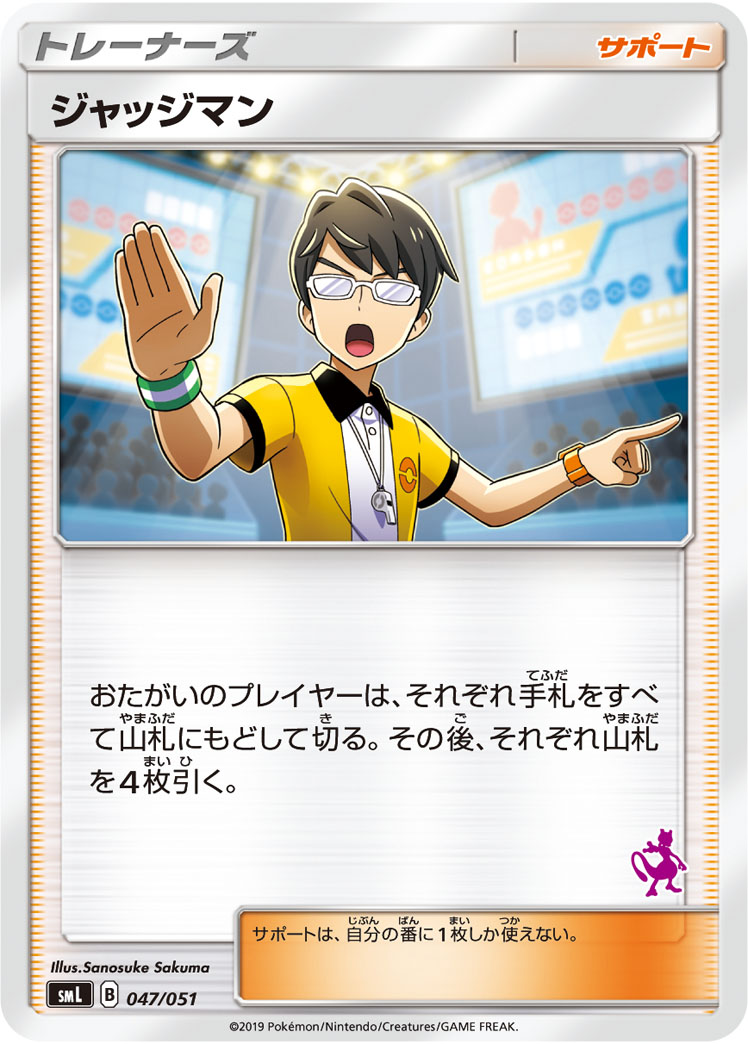 トレーナーズ
サポート
ジャッジマン
おたがいのプレイヤーは、それぞれ手札をすべ
て山札にもどして切る。その後、それぞれ山札
を4枚引く。
サポートは、自分の番に1枚しか使えない。
Illus.Sanosuke Sakuma
SML B 047/051
©2019 Pokémon/Nintendo/Creatures/GAME FREAK.